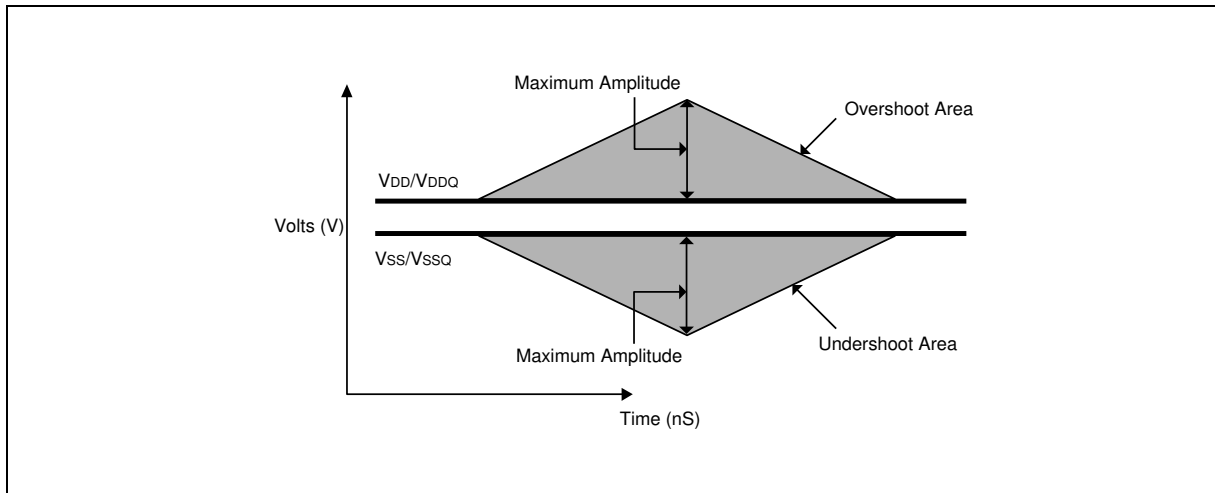 Maximum Amplitude
Overshoot Area
VDD/VDDQ
Volts (V)
VSS/VSSQ
Maximum Amplitude
Undershoot Area
Time (nS)